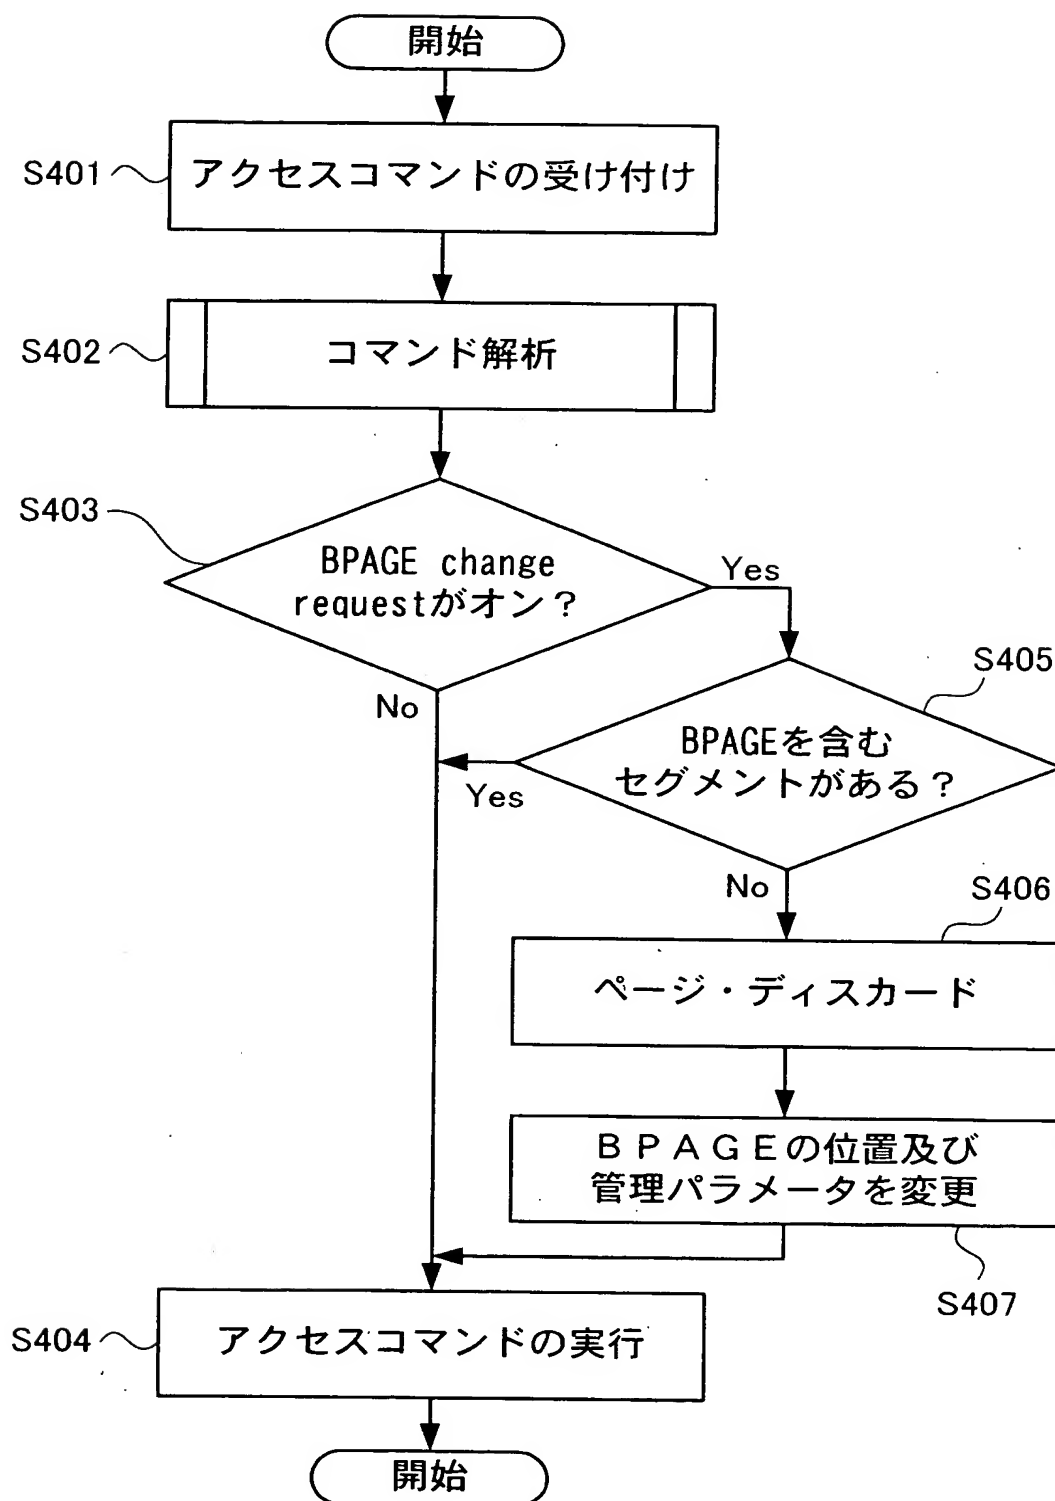 開始
S401
アクセスコマンドの受け付け
S402
コマンド解析
S403
BPAGE change
requestがオン？
Yes
No
S405
BPAGEを含む
セグメントがある？
Yes
No
S406
ページ・ディスカード
ＢＰＡＧＥの位置及び
管理パラメータを変更
S407
S404
アクセスコマンドの実行
開始